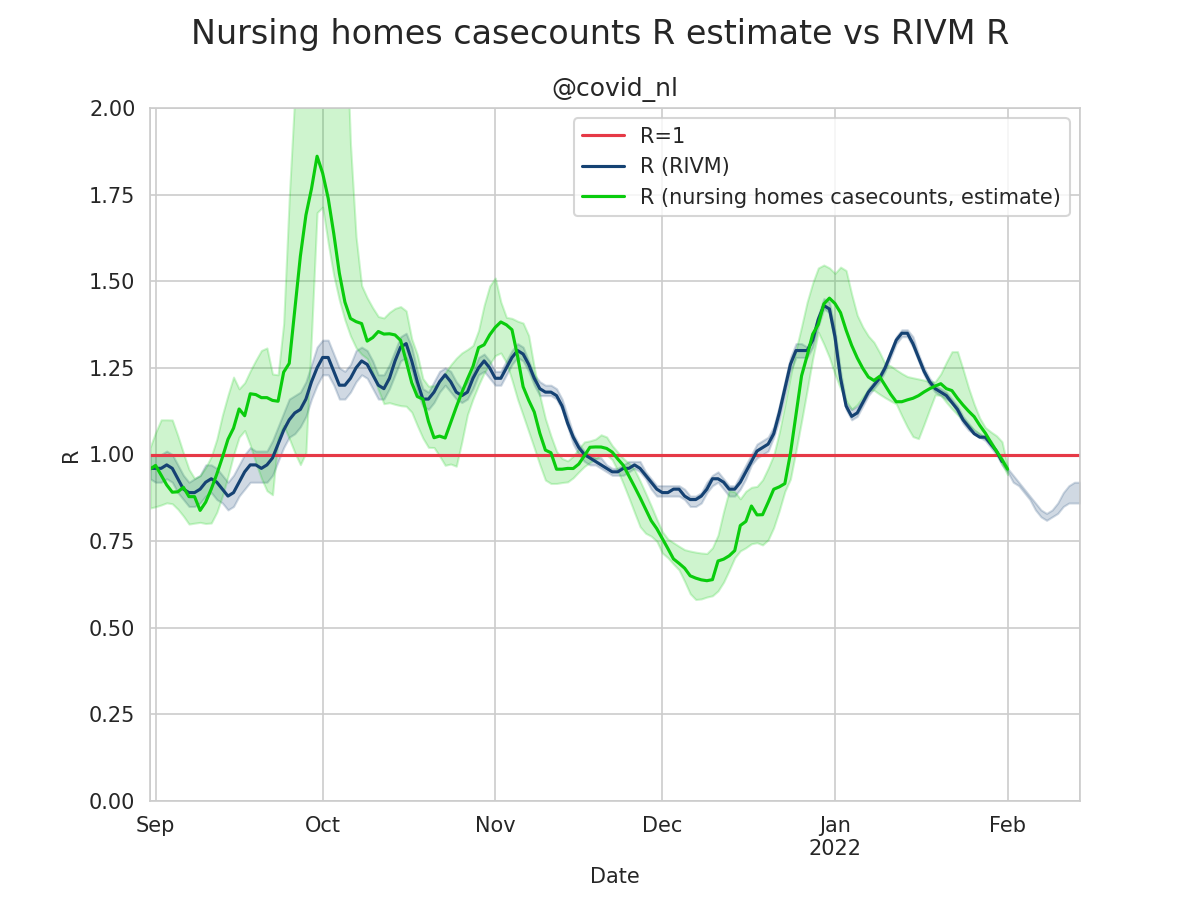 Nursing homes casecounts R estimate vs RIVM R
@covid_nl
2.00
1.75
1.50
1.25
1.00
0.75
0.50
0.25
0.00
R
R=1
R (RIVM)
R (nursing homes casecounts, estimate)
Sep Oct Nov Dec Jan Feb
2022
Date